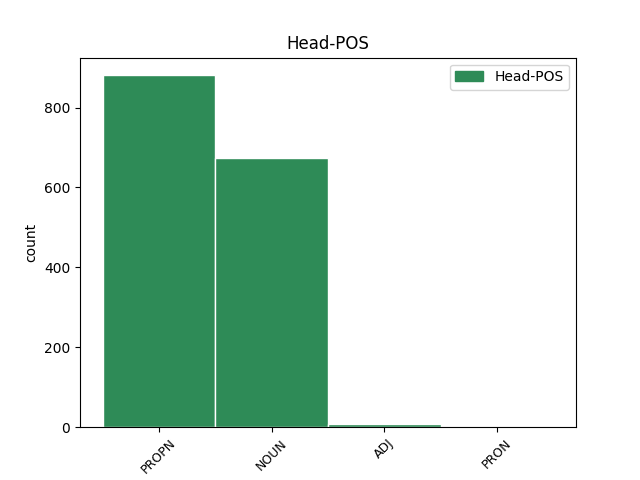 Head-POS
Head-POS
800
600
400
200
0
count
PROPN
NOUN
ADJ
PRON